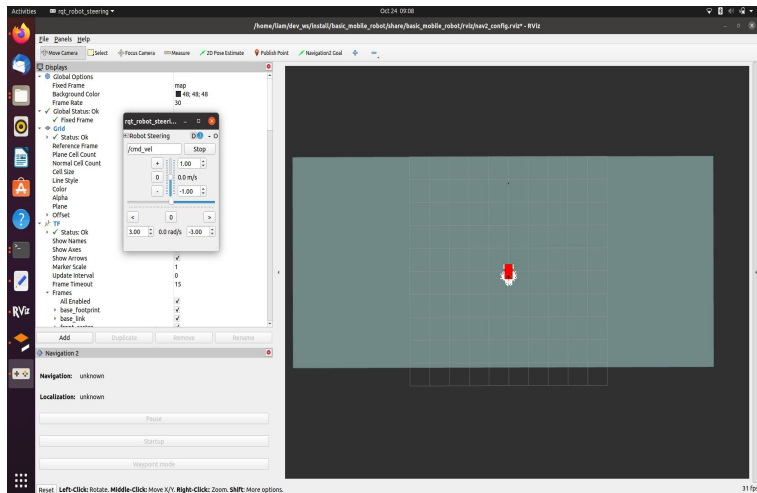 Activities
rqt_robot_steering
Oct 24 09:08
/home/liam/dev_ws/install/basic_mobile_robot/share/basic_mobile_robot/rviz/nav2_config.rviz* - RViz
File Panels Help
Move Camera Select Focus Camera Measure 2D Pose Estimate Publish Point Navigation2 Goal
Displays
Global Options
Fixed Frame map
Background Color 48; 48; 48
Frame Rate 30
Global Status: Ok
Fixed Frame
Grid
Status: Ok
Reference Frame
Plane Cell Count
Normal Cell Count
Cell Size
Line Style
Color
Alpha
Plane
Offset
TF
Status: Ok
Show Names
Show Axes
Show Arrows
Marker Scale 1
Update Interval 0
Frame Timeout 15
Frames
All Enabled
base_footprint
base_link
rqt_robot_steeri...
Robot Steering D - O
/cmd_vel Stop
+ 1.00
0 0.0 m/s
- -1.00
< 0 >
3.00 0.0 rad/s -3.00
Add Duplicate Remove Rename
Navigation 2
Navigation: unknown
Localization: unknown
Pause
Startup
Waypoint mode
RViz
Reset Left-Click: Rotate. Middle-Click: Move X/Y. Right-Click: Zoom. Shift: More options.
31 fps